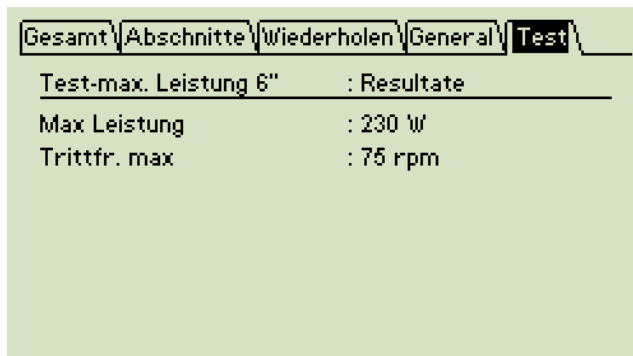 Gesamt Abschnitte Wiederholen General Test
Test-max. Leistung 6" : Resultate
Max Leistung : 230 W
Trittfr. max : 75 rpm